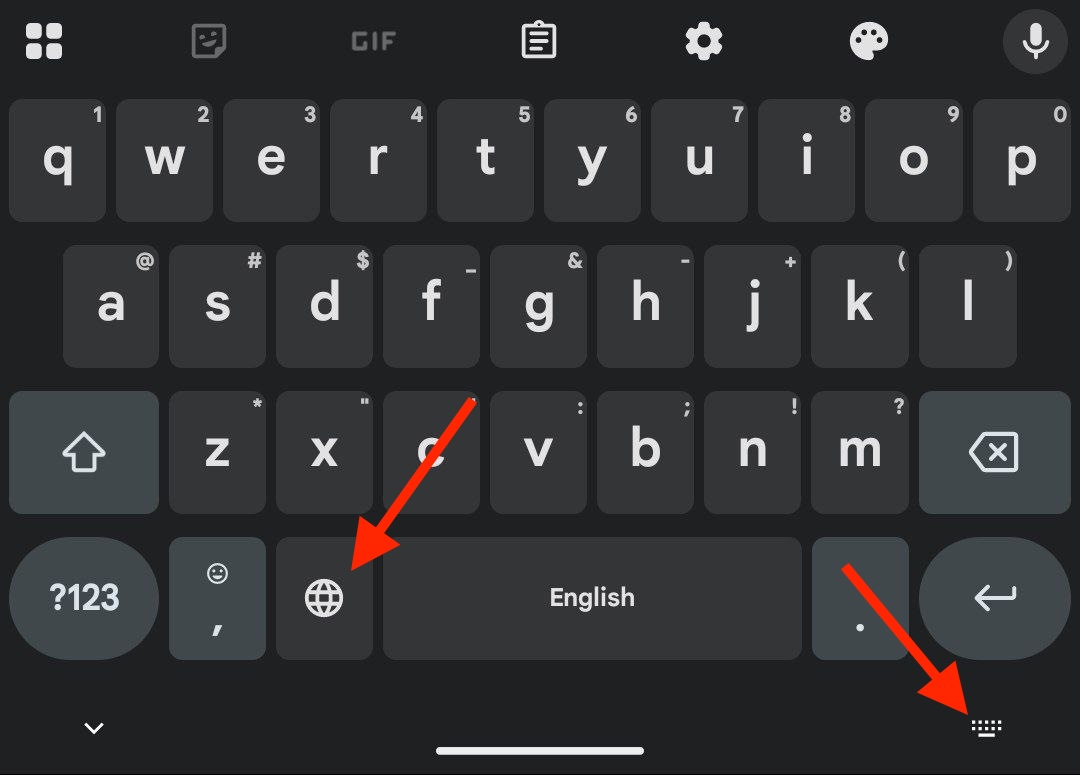 GIF
1 2 3 4 5 6 7 8 9 0
q w e r t y u i o p
@ # $ _ & - + ( )
a s d f g h j k l
* " ' : ; ! ?
z x c v b n m
?123 , English .